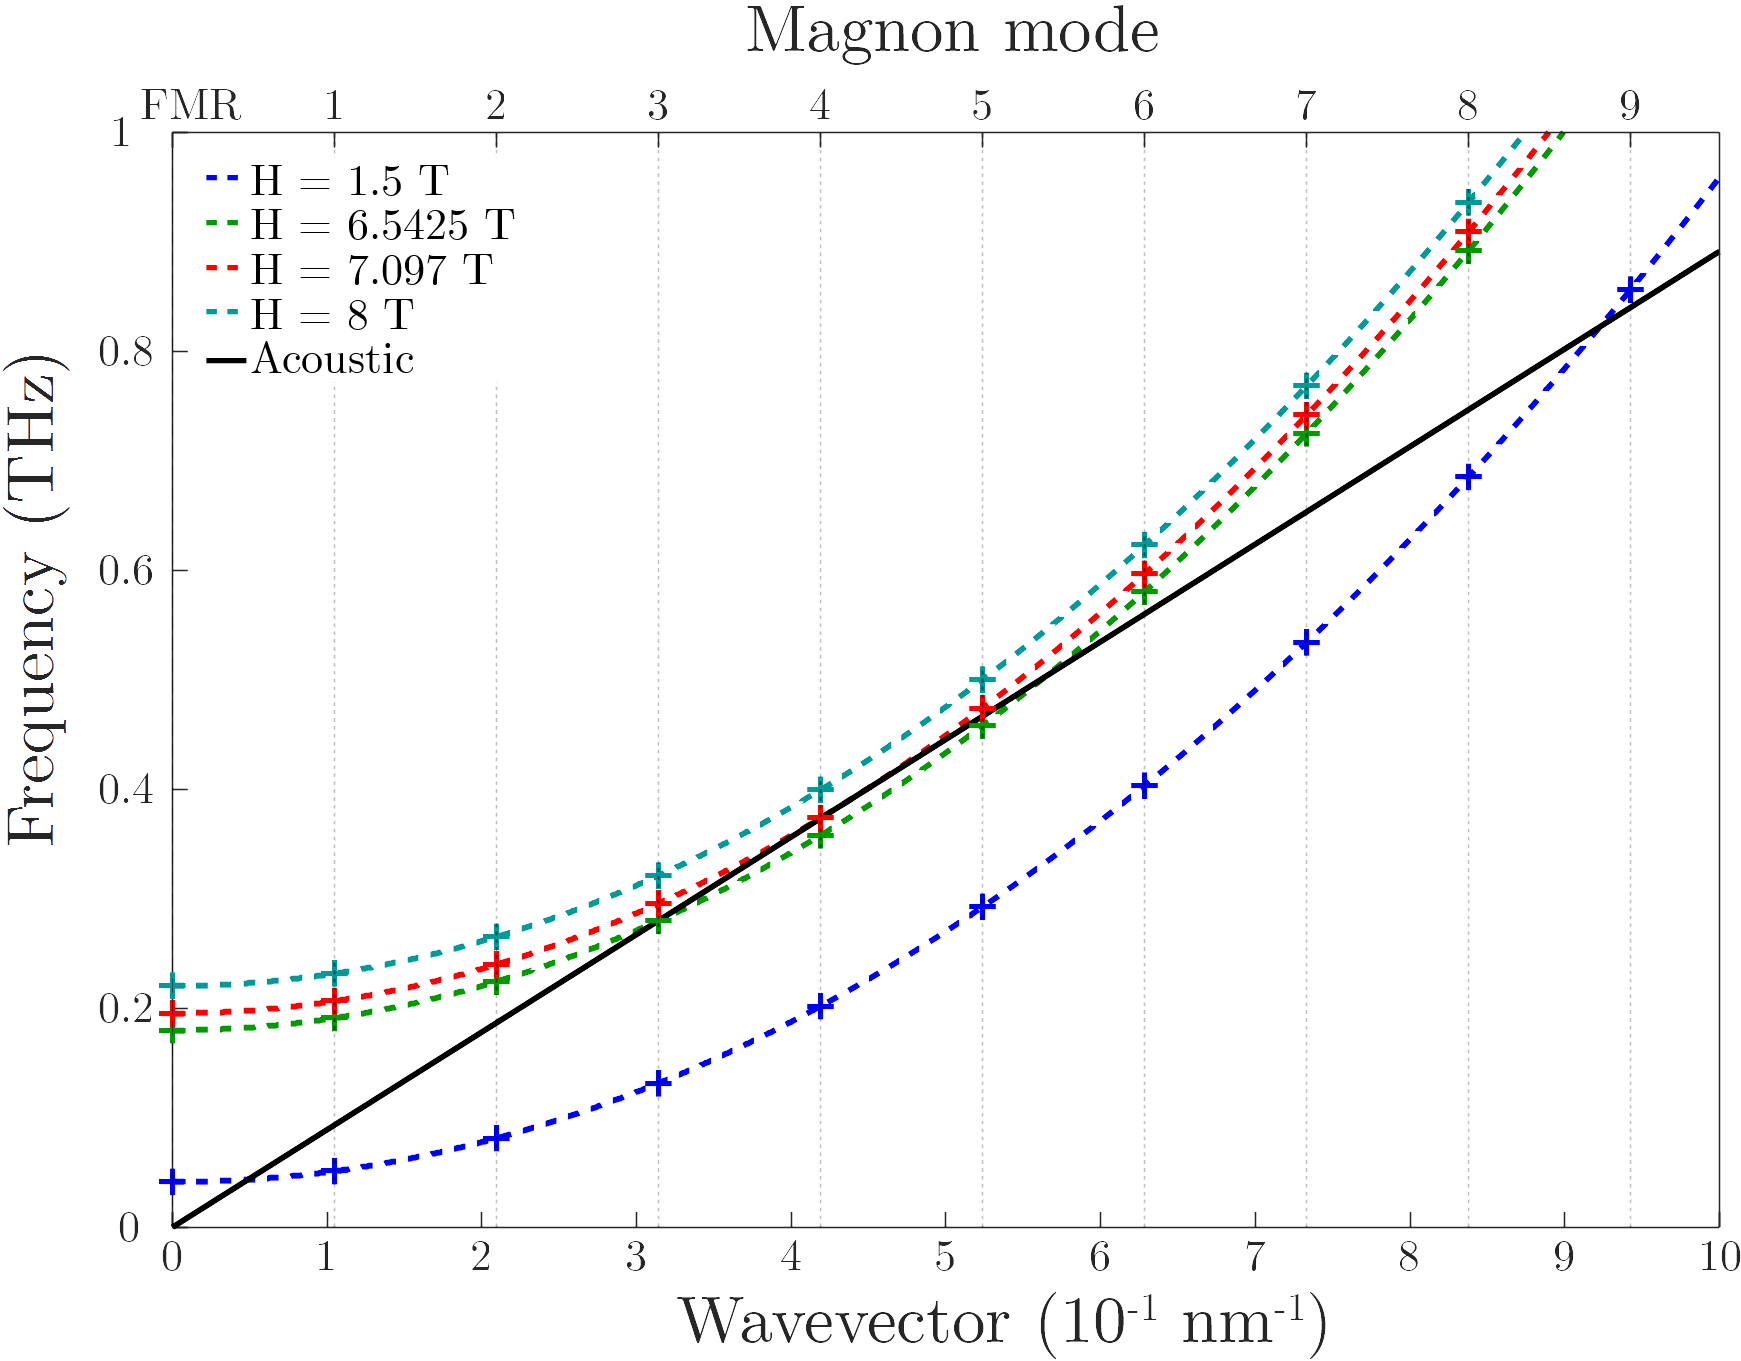 Magnon mode
FMR 1 2 3 4 5 6 7 8 9
1
H = 1.5 T
H = 6.5425 T
H = 7.097 T
H = 8 T
Acoustic
0.8
0.6
0.4
0.2
0
Frequency (THz)
0 1 2 3 4 5 6 7 8 9 10
Wavevector (10⁻¹ nm⁻¹)